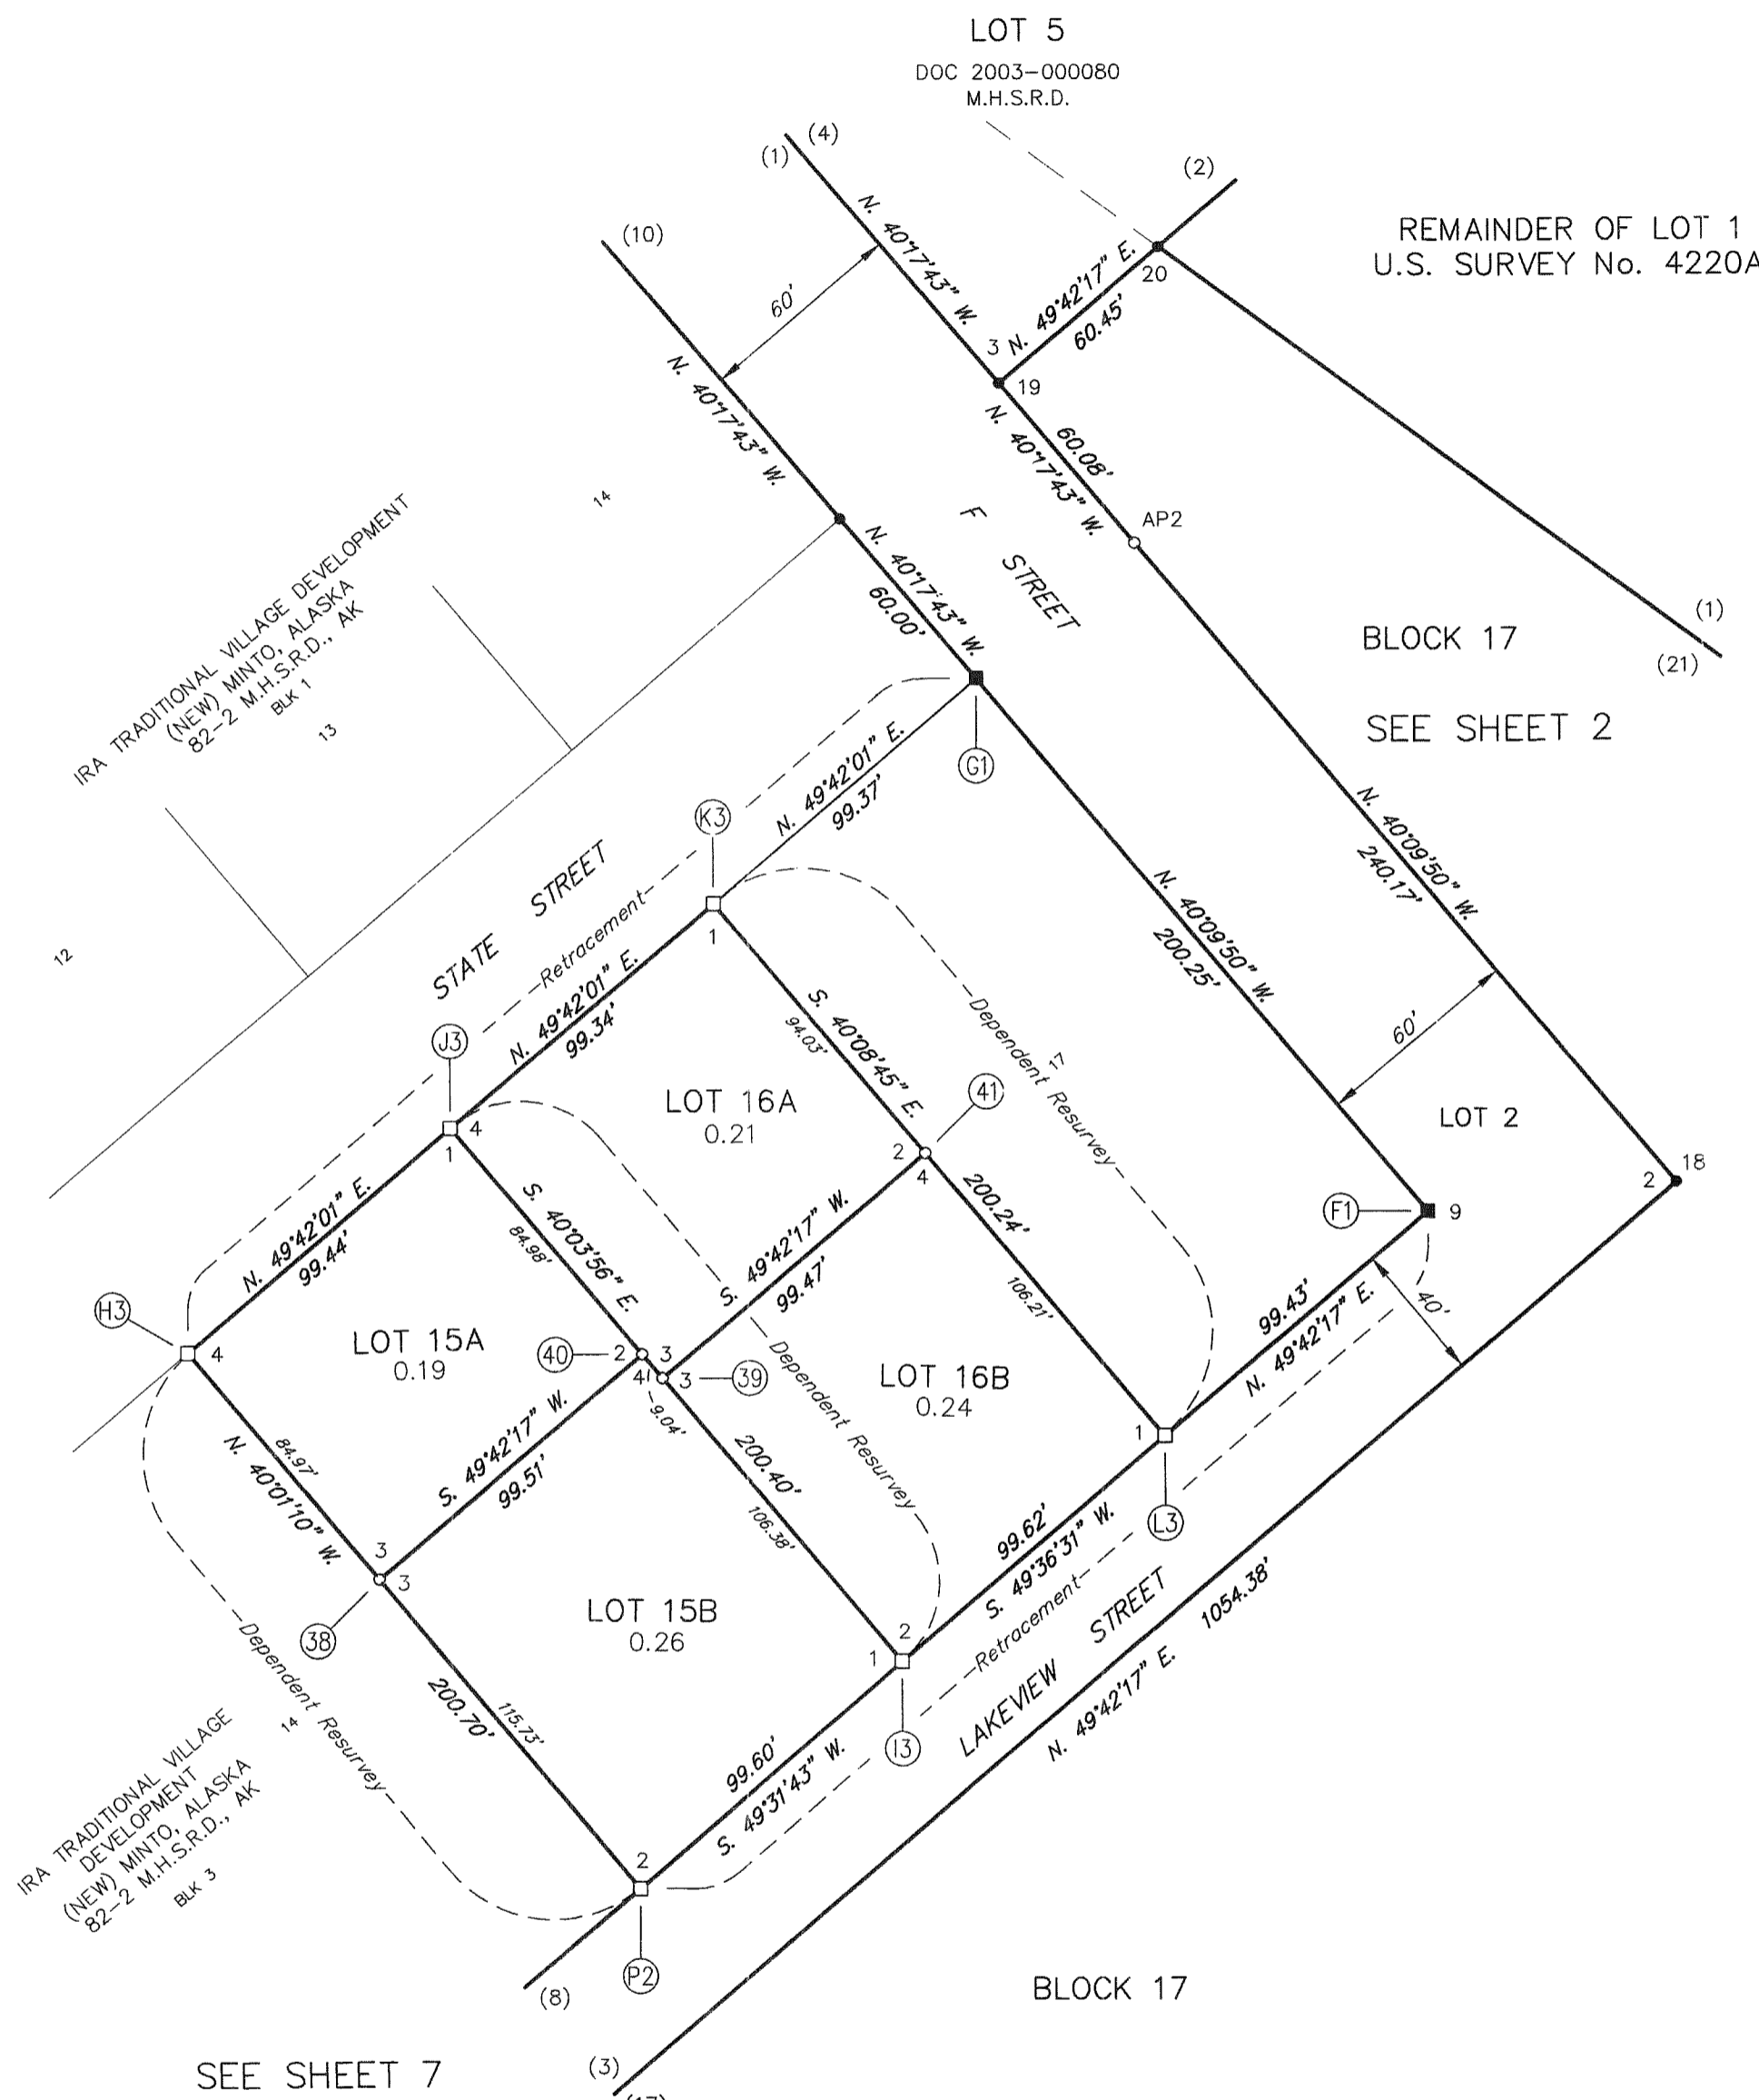 LOT 5
DOC 2003-000080
M.H.S.R.D.
(1)
(4)
(2)
(10)
REMAINDER OF LOT 1
U.S. SURVEY No. 4220A
N. 40°17'43" W.
60'
N. 49°42'17" E.
60.45'
20
3
19
N. 40°17'43" W.
60.08'
N. 40°17'43" W.
AP2
F STREET
N. 40°17'43" W.
60.00'
14
IRA TRADITIONAL VILLAGE DEVELOPMENT
(NEW) MINTO, ALASKA
82-2 M.H.S.R.D., AK
BLK 1
13
12
(1)
BLOCK 17
(21)
SEE SHEET 2
G1
N. 49°42'01" E.
99.37'
K3
N. 40°09'50" W.
240.17'
N. 40°09'50" W.
200.25'
STATE STREET
Retracement
N. 49°42'01" E.
99.34'
1
J3
4
1
LOT 16A
0.21
S. 40°08'45" E.
94.03'
Dependent Resurvey
17
60'
LOT 2
41
2
4
200.24'
106.21'
2
18
F1
9
N. 49°42'01" E.
99.44'
S. 40°03'56" E.
84.98'
S. 49°42'17" W.
99.47'
99.43'
N. 49°42'17" E.
40'
H3
4
LOT 15A
0.19
40
2
3
4
3
39
9.04'
Dependent Resurvey
LOT 16B
0.24
1
L3
84.97'
N. 40°01'10" W.
S. 49°42'17" W.
99.51'
200.40'
106.38'
3
3
38
99.62'
S. 49°36'31" W.
Retracement
LOT 15B
0.26
2
1
I3
LAKEVIEW STREET
N. 49°42'17" E. 1054.38'
Dependent Resurvey
200.70'
115.73'
99.60'
S. 49°31'43" W.
IRA TRADITIONAL VILLAGE
DEVELOPMENT
(NEW) MINTO, ALASKA
82-2 M.H.S.R.D., AK
BLK 3
14
2
P2
(8)
BLOCK 17
SEE SHEET 7
(3)
(17)